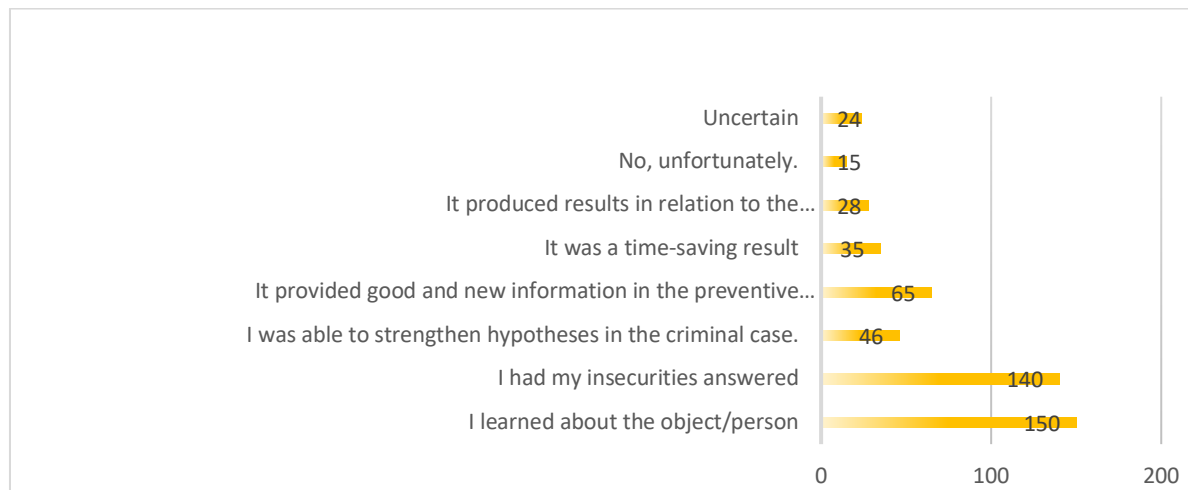 Uncertain 24
No, unfortunately. 15
It produced results in relation to the... 28
It was a time-saving result 35
It provided good and new information in the preventive... 65
I was able to strengthen hypotheses in the criminal case. 46
I had my insecurities answered 140
I learned about the object/person 150
0 100 200